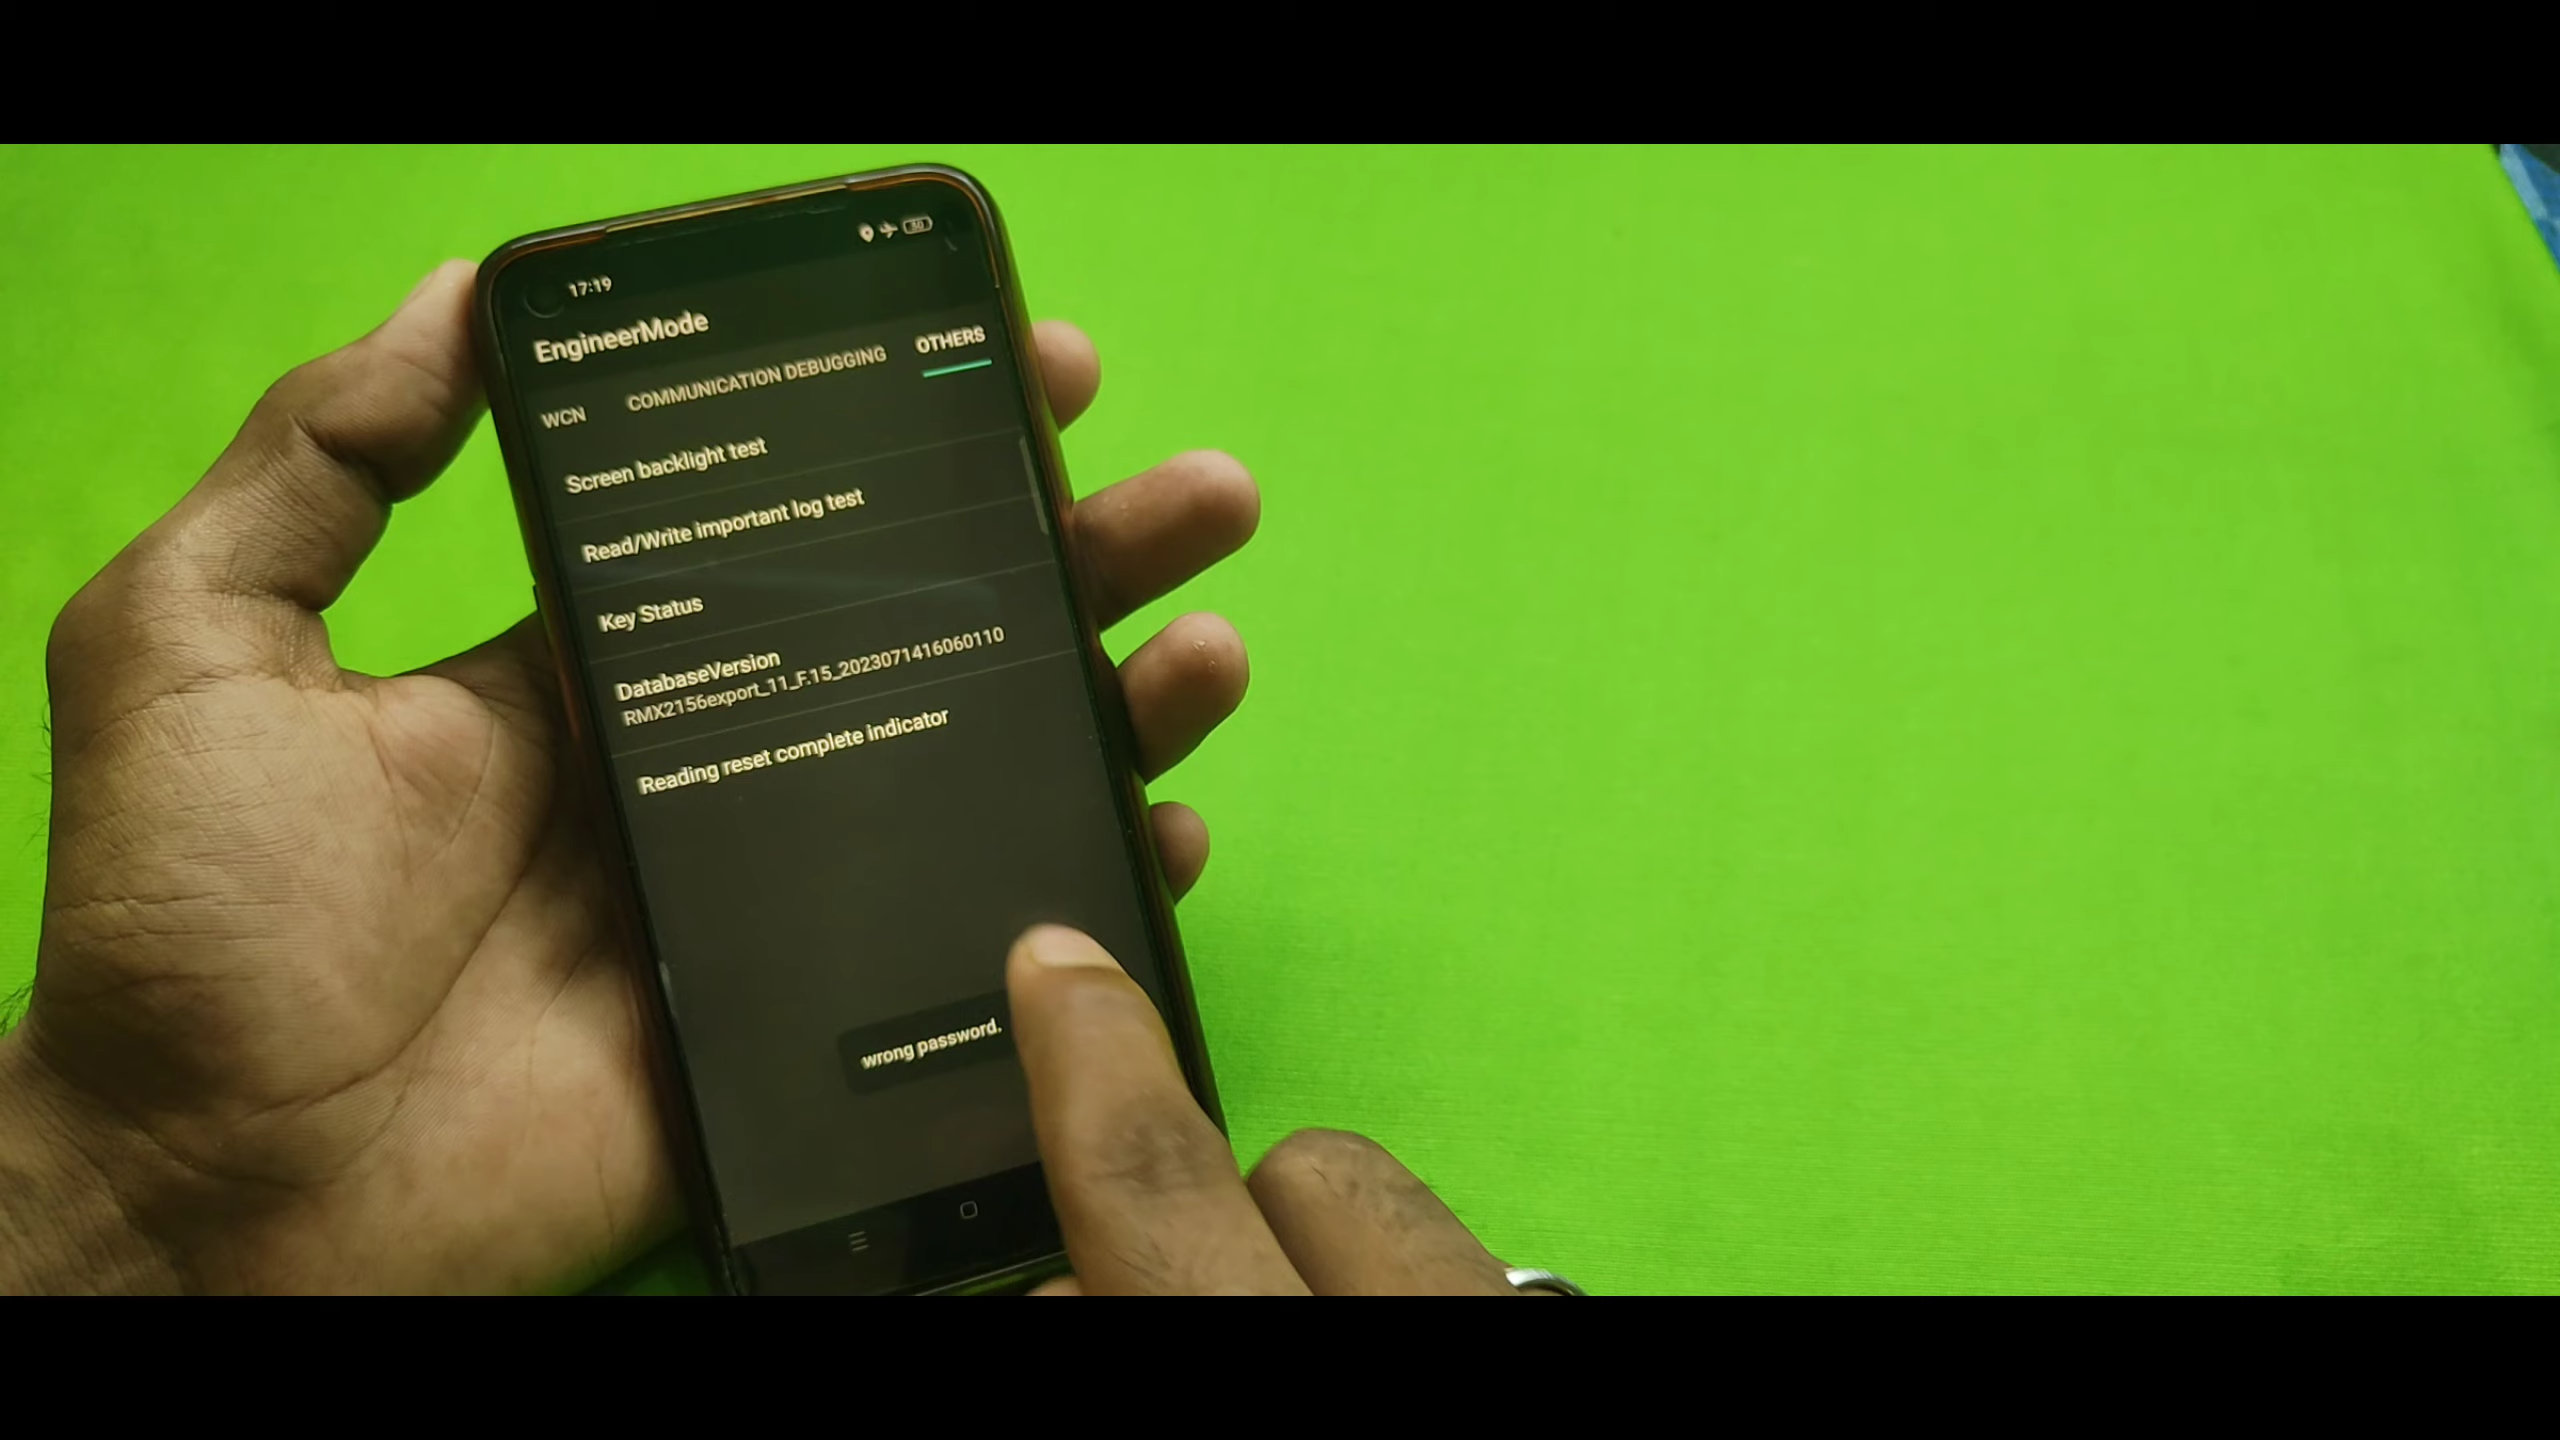 17:19
50
EngineerMode
WCN COMMUNICATION DEBUGGING OTHERS
Screen backlight test
Read/Write important log test
Key Status
DatabaseVersion
RMX2156export_11_F.15_2023071416060110
Reading reset complete indicator
wrong password.